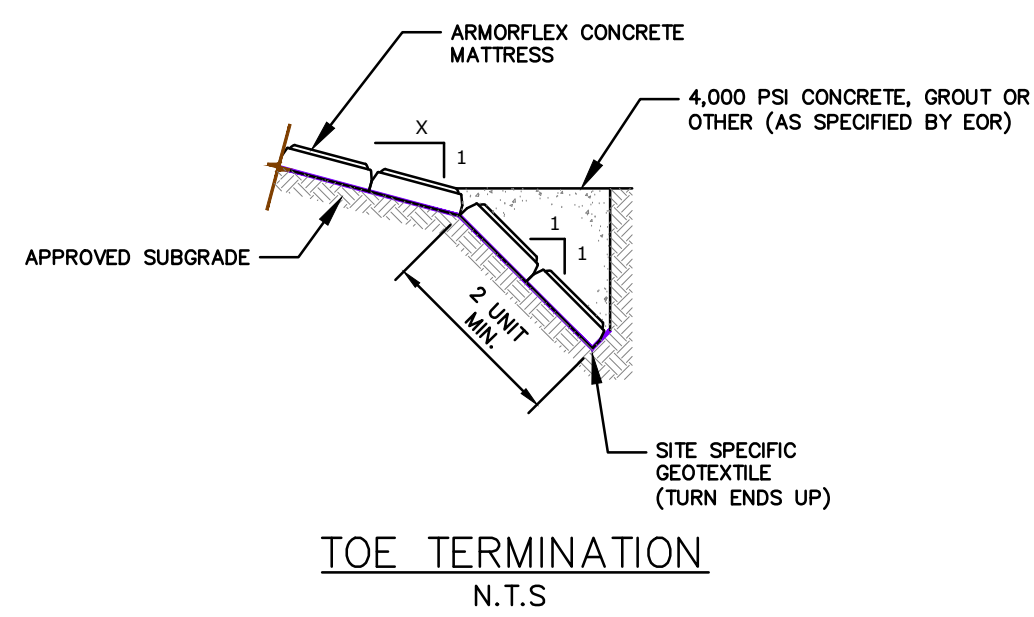 ARMORFLEX CONCRETE
MATTRESS
4,000 PSI CONCRETE, GROUT OR
OTHER (AS SPECIFIED BY EOR)
X
1
1
1
APPROVED SUBGRADE
2 UNIT
MIN.
SITE SPECIFIC
GEOTEXTILE
(TURN ENDS UP)
TOE TERMINATION
N.T.S